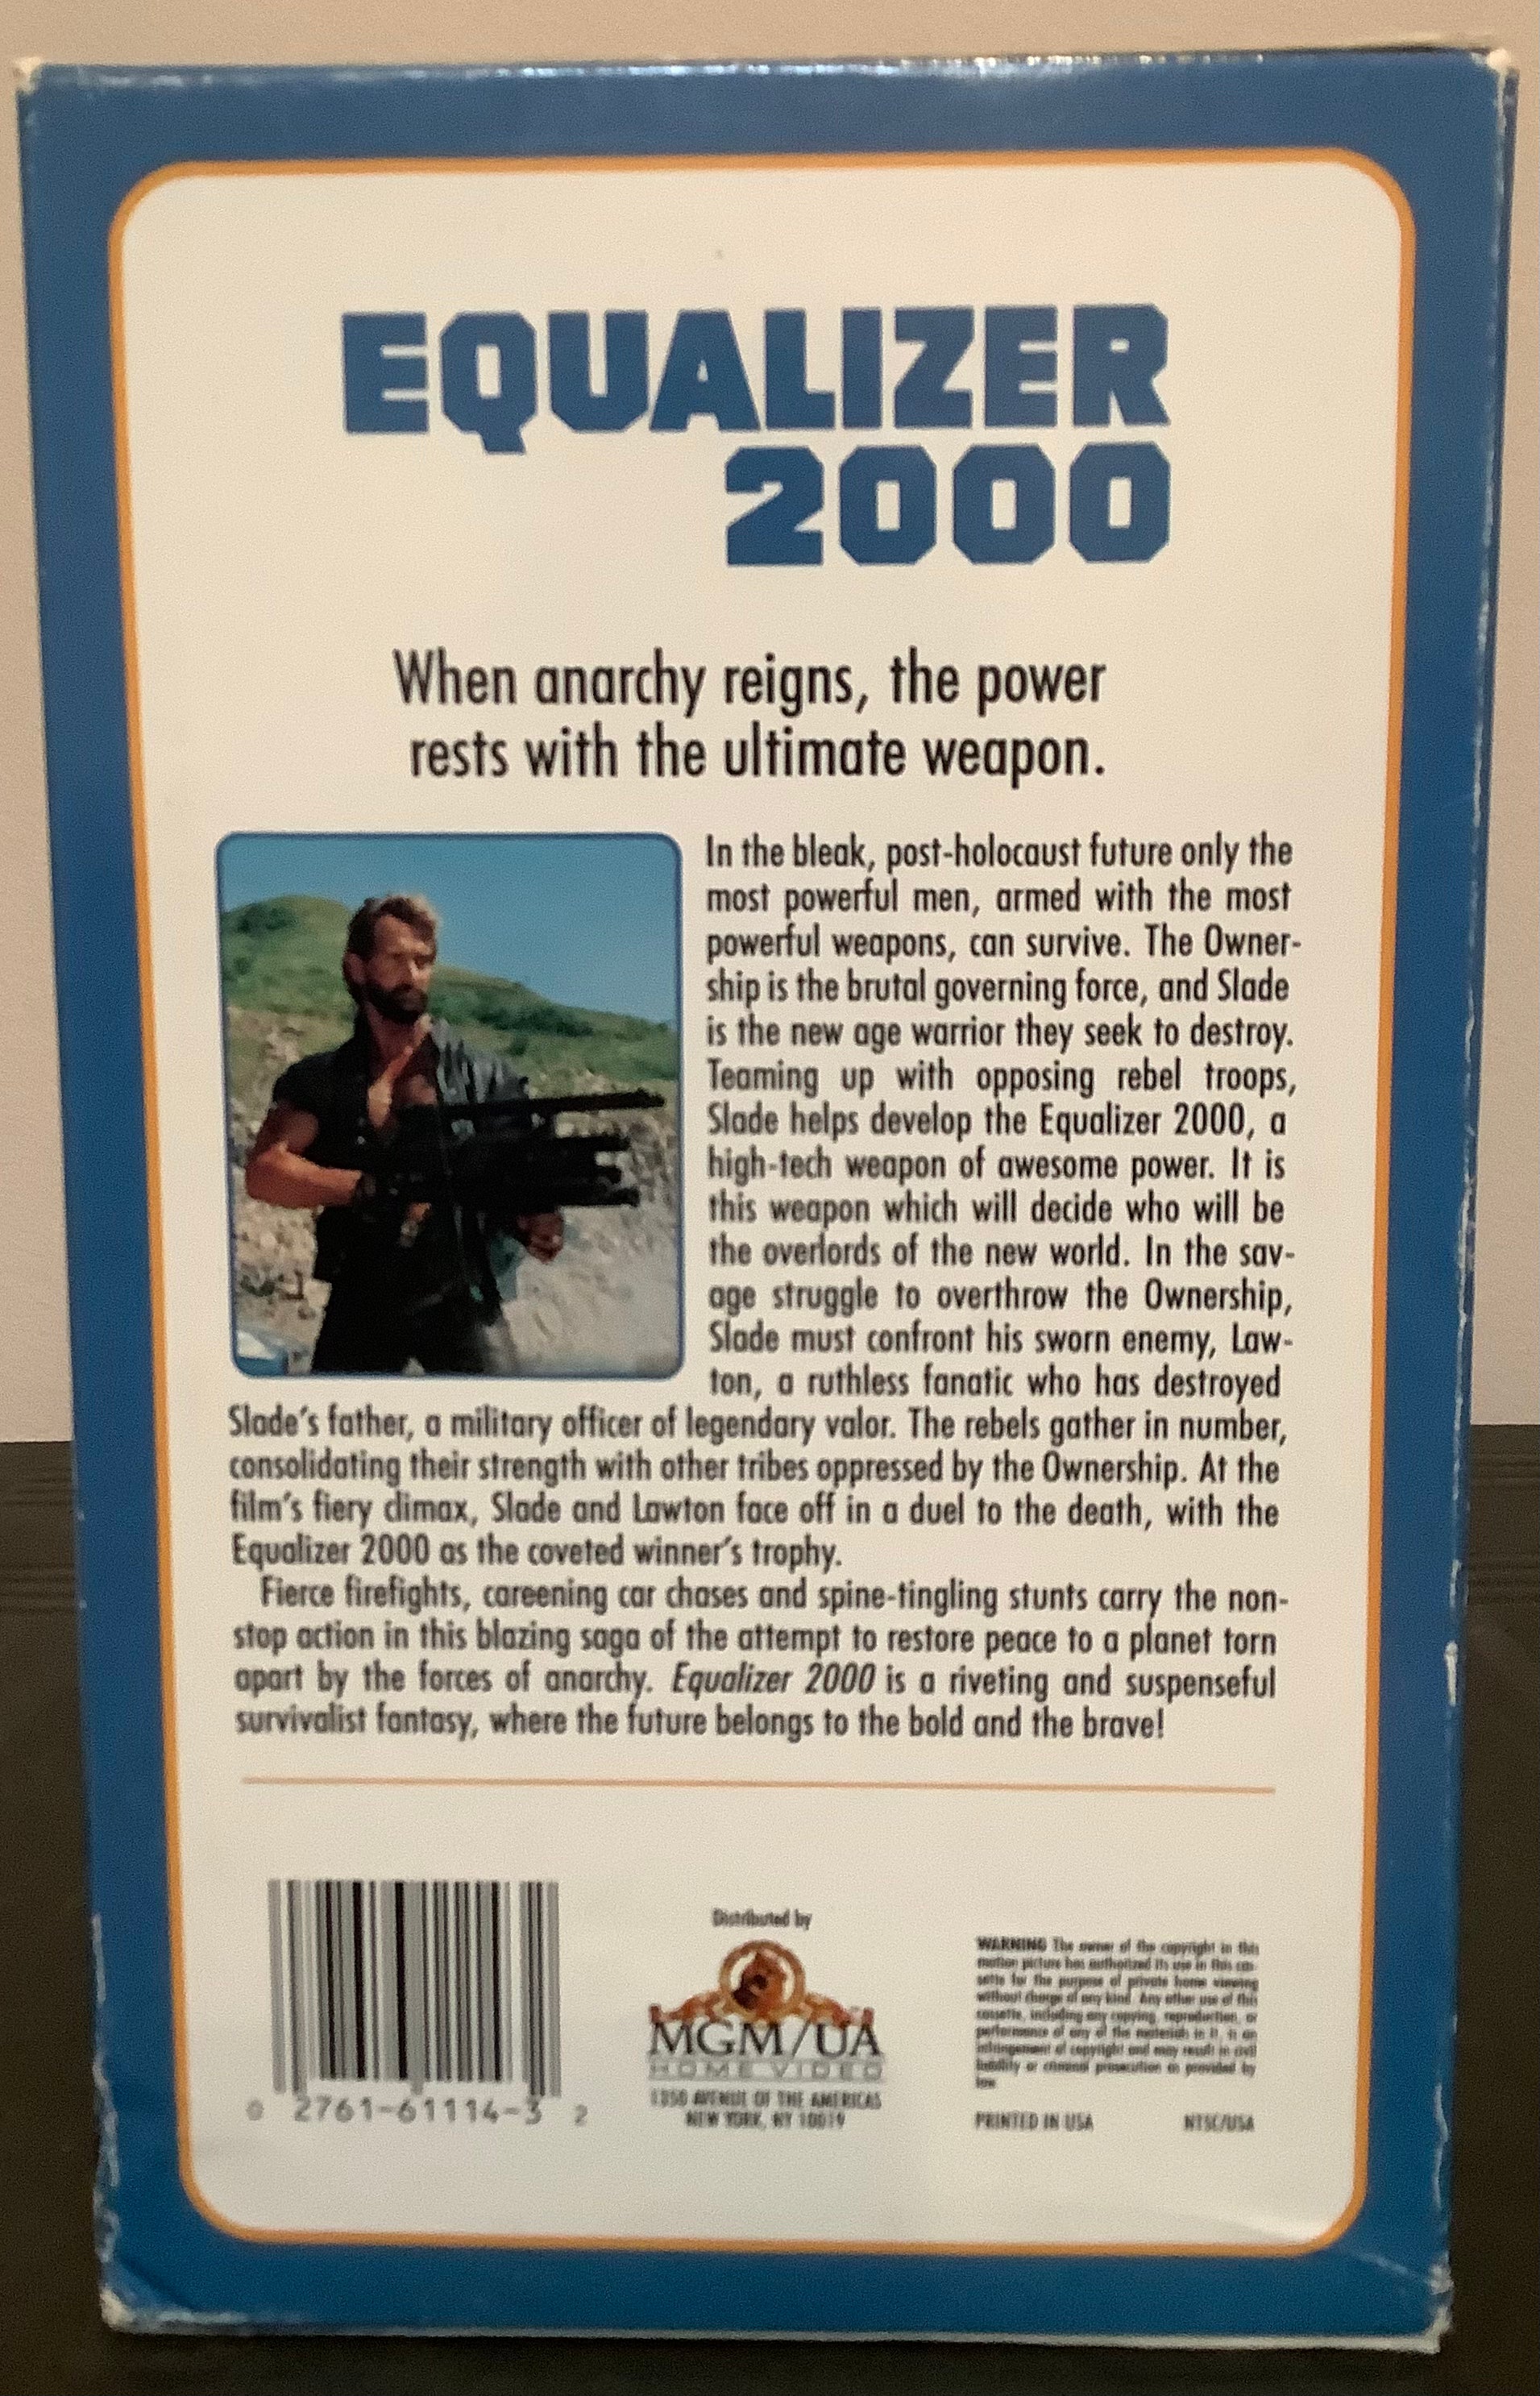 EQUALIZER
2000
When anarchy reigns, the power
rests with the ultimate weapon.
In the bleak, post-holocaust future only the
most powerful men, armed with the most
powerful weapons, can survive. The Owner-
ship is the brutal governing force, and Slade
is the new age warrior they seek to destroy.
Teaming up with opposing rebel troops,
Slade helps develop the Equalizer 2000, a
high-tech weapon of awesome power. It is
this weapon which will decide who will be
the overlords of the new world. In the sav-
age struggle to overthrow the Ownership,
Slade must confront his sworn enemy, Law-
ton, a ruthless fanatic who has destroyed
Slade's father, a military officer of legendary valor. The rebels gather in number,
consolidating their strength with other tribes oppressed by the Ownership. At the
film's fiery climax, Slade and Lawton face off in a duel to the death, with the
Equalizer 2000 as the coveted winner's trophy.
Fierce firefights, careening car chases and spine-tingling stunts carry the non-
stop action in this blazing saga of the attempt to restore peace to a planet torn
apart by the forces of anarchy. Equalizer 2000 is a riveting and suspenseful
survivalist fantasy, where the future belongs to the bold and the brave!
0 2761-61114-3 2
Distributed by
MGM/UA
HOME VIDEO
1350 AVENUE OF THE AMERICAS
NEW YORK, NY 10019
WARNING The owner of the copyright in this
motion picture has authorized its use in this cas-
sette for the purpose of private home viewing
without charge of any kind. Any other use of this
cassette, including any copying, reproduction, or
performance of any of the materials in it, is an
infringement of copyright and may result in civil
liability or criminal prosecution as provided by
law.
PRINTED IN USA
NTSC/USA